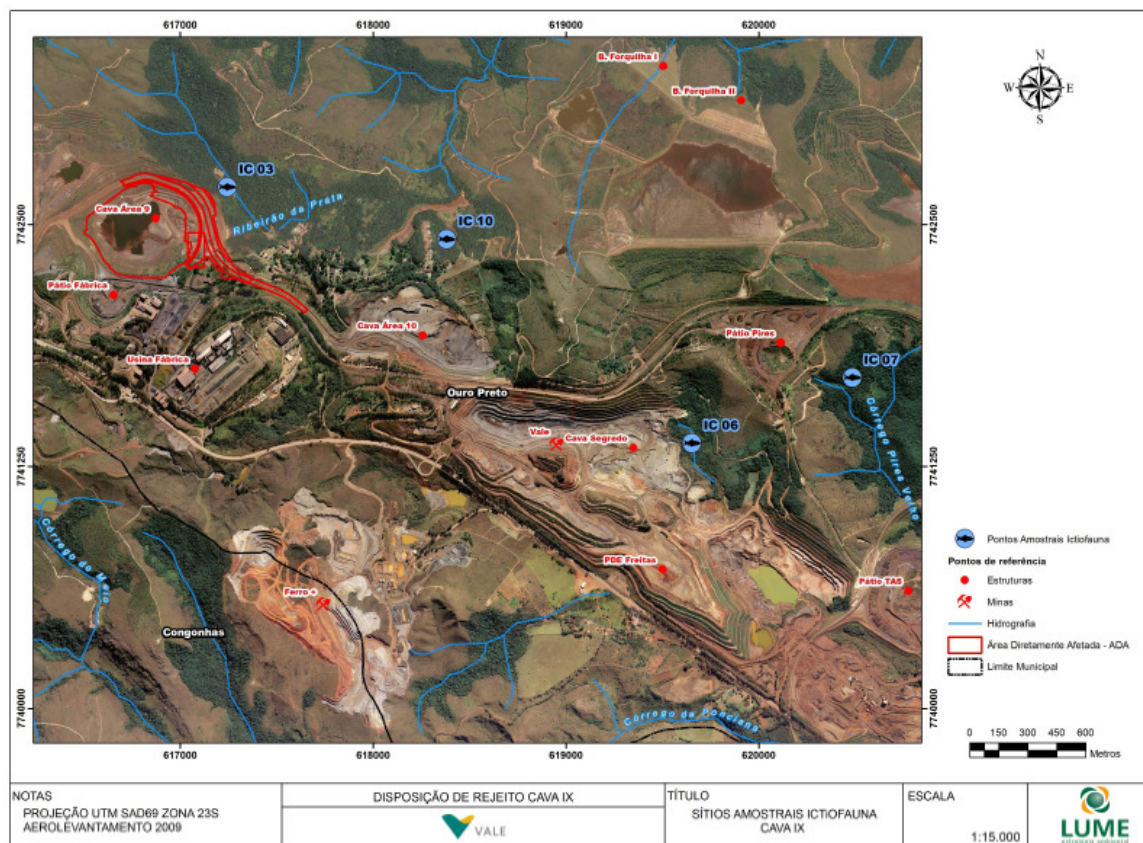 617000 618000 619000 620000
B. Forquilha I
B. Forquilha II
N
W E
S
IC 03
Cava Área 9
Ribeirão da Prata
IC 10
7742500 7742500
Pátio Fábrica
Cava Área 10
Pátio Pires
Usina Fábrica
IC 07
Ouro Preto
Córrego Pires Velho
Vale
Cava Segredo
IC 06
7741250 7741250
Córrego do Meio
PDE Freitas
Pátio TAS
Ferro +
Congonhas
Córrego da Ponciana
7740000 7740000
617000 618000 619000 620000
Pontos Amostrais Ictiofauna
Pontos de referência
Estruturas
Minas
Hidrografia
Área Diretamente Afetada - ADA
Limite Municipal
0 150 300 450 600
Metros
NOTAS
PROJEÇÃO UTM SAD69 ZONA 23S
AEROLEVANTAMENTO 2009
DISPOSIÇÃO DE REJEITO CAVA IX
VALE
TÍTULO
SÍTIOS AMOSTRAIS ICTIOFAUNA
CAVA IX
ESCALA
1:15.000
LUME
estratégia ambiental